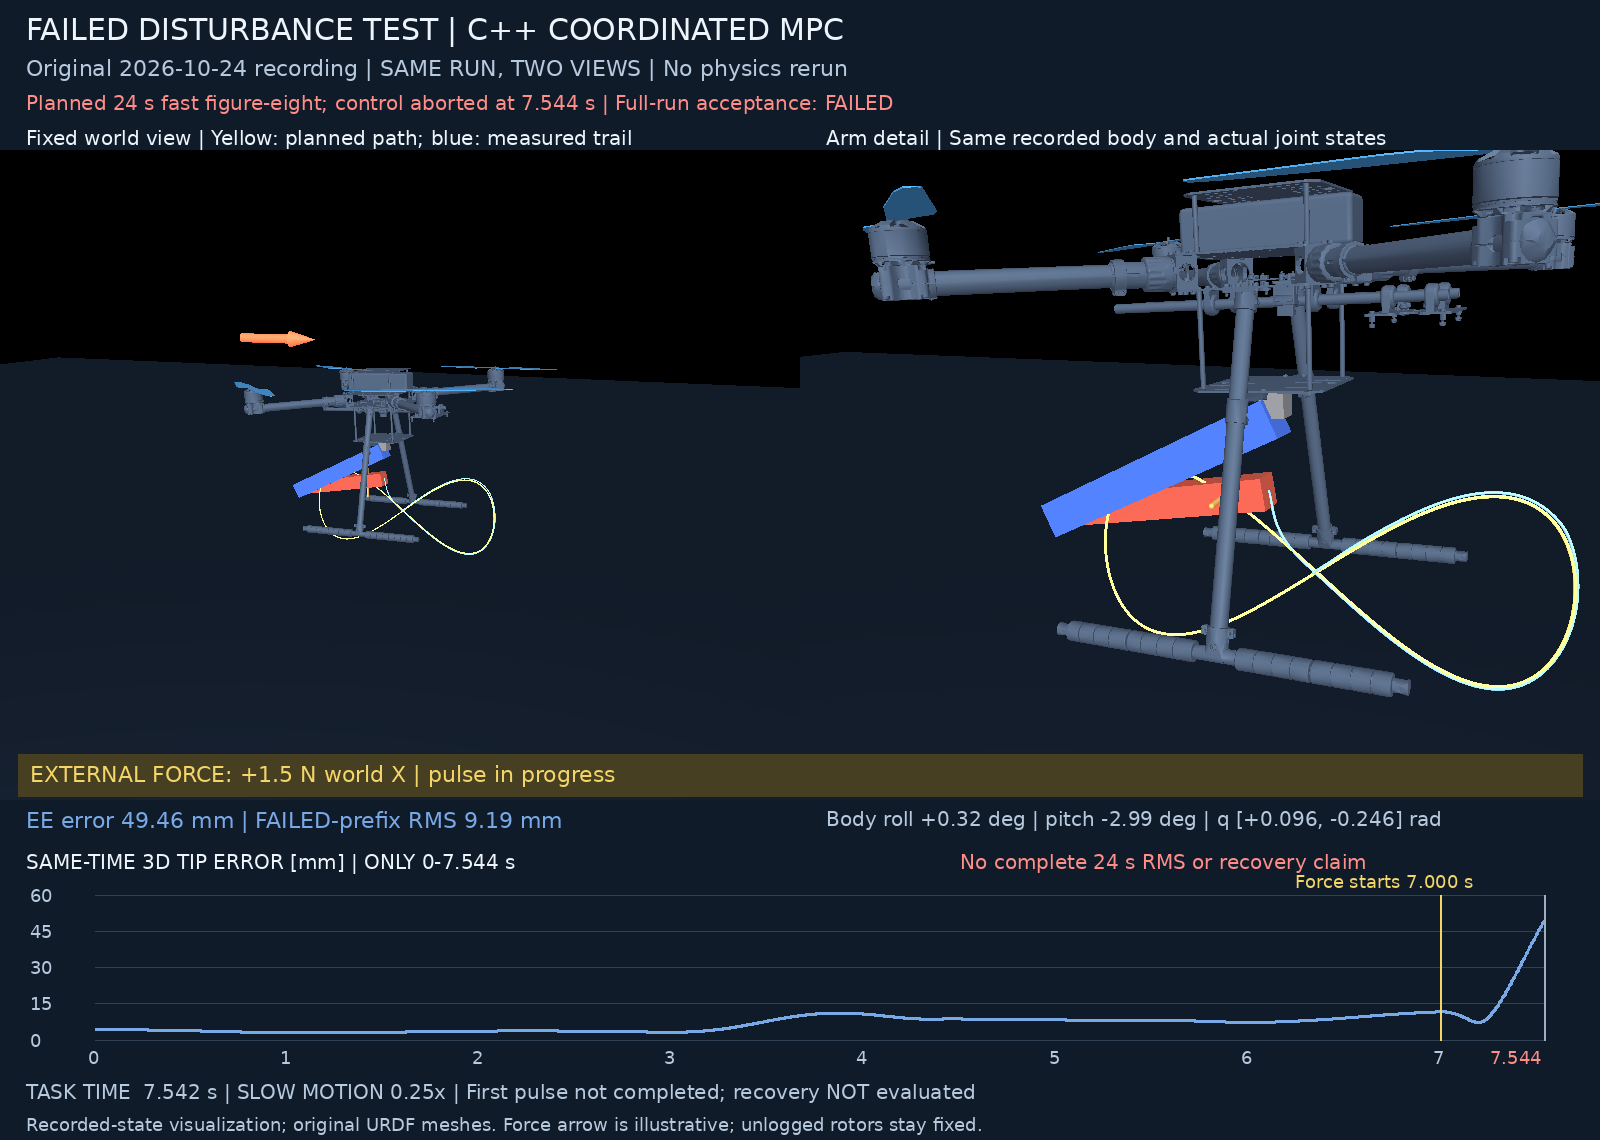 FAILED DISTURBANCE TEST | C++ COORDINATED MPC
Original 2026-10-24 recording | SAME RUN, TWO VIEWS | No physics rerun
Planned 24 s fast figure-eight; control aborted at 7.544 s | Full-run acceptance: FAILED
Fixed world view | Yellow: planned path; blue: measured trail
Arm detail | Same recorded body and actual joint states
EXTERNAL FORCE: +1.5 N world X | pulse in progress
EE error 49.46 mm | FAILED-prefix RMS 9.19 mm
Body roll +0.32 deg | pitch -2.99 deg | q [+0.096, -0.246] rad
SAME-TIME 3D TIP ERROR [mm] | ONLY 0-7.544 s
No complete 24 s RMS or recovery claim
Force starts 7.000 s
60
45
30
15
0
0 1 2 3 4 5 6 7 7.544
TASK TIME  7.542 s | SLOW MOTION 0.25x | First pulse not completed; recovery NOT evaluated
Recorded-state visualization; original URDF meshes. Force arrow is illustrative; unlogged rotors stay fixed.